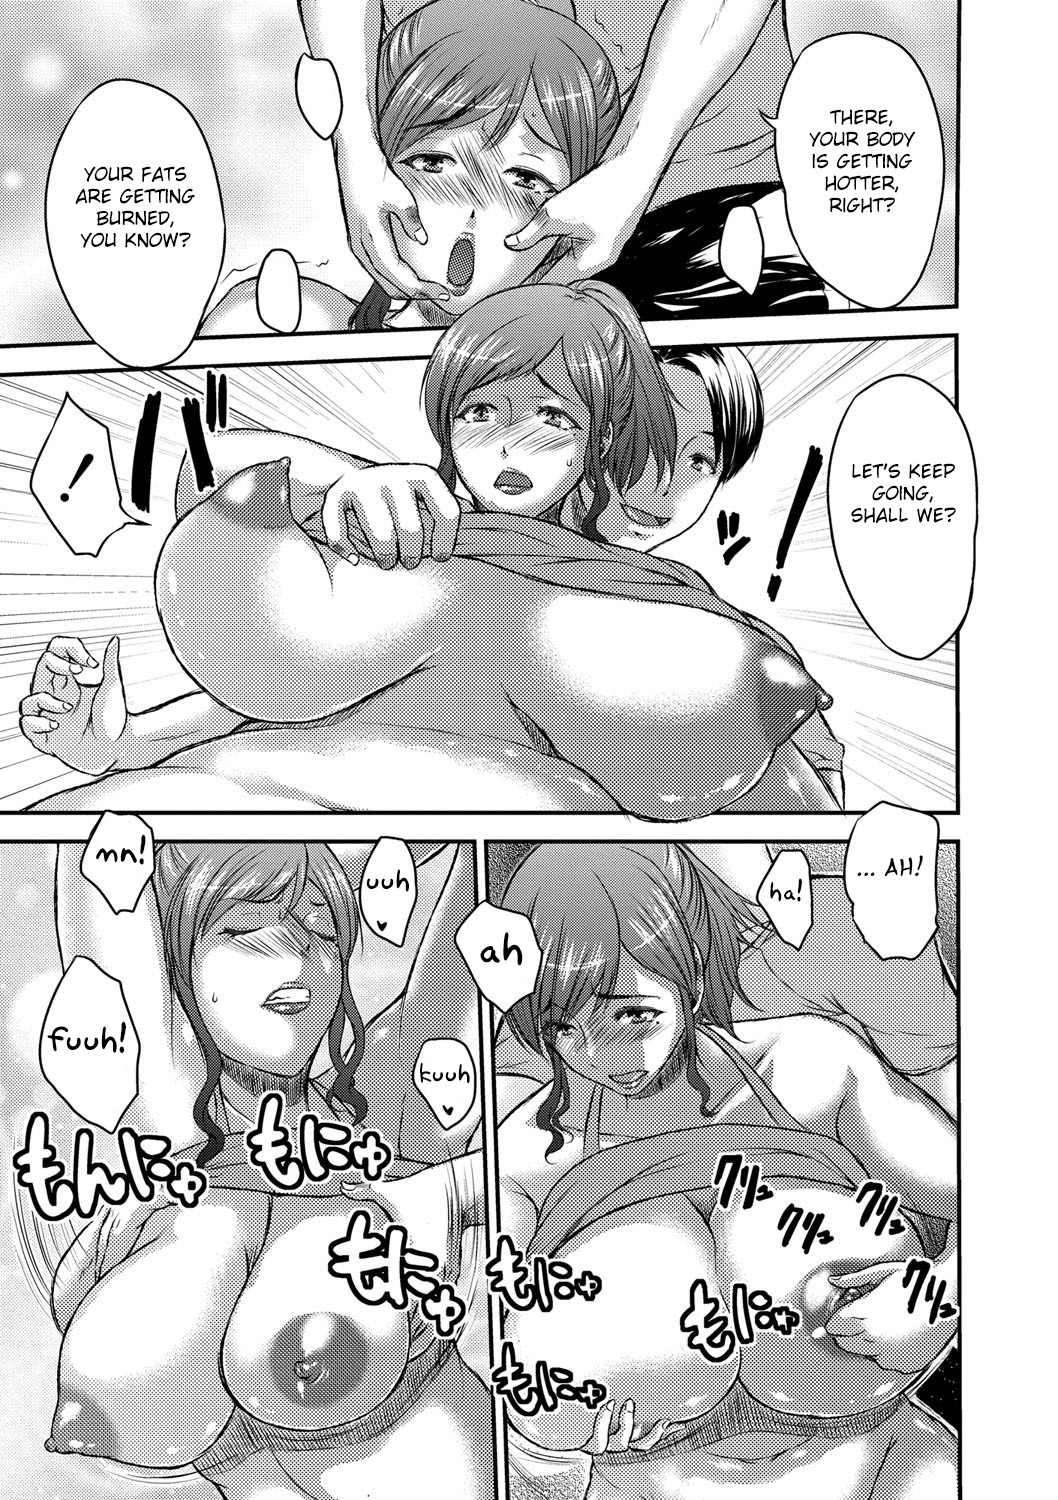 THERE,
YOUR BODY
IS GETTING
HOTTER,
RIGHT?
YOUR FATS
ARE GETTING
BURNED,
YOU KNOW?
LET'S KEEP
GOING,
SHALL WE?
!
... AH!
ha!
ah
クリュ
クリュ
クリュ
クリュ
もにゅ
もにゅ
もにゅ
uuh
mn!
fuuh!
kuuh
もにゅ
もんにゅ
もにゅ